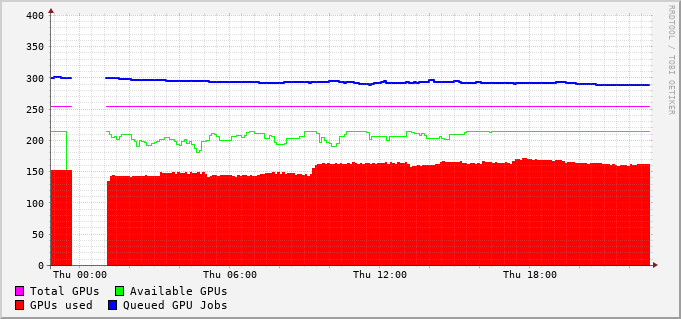 400
350
300
250
200
150
100
50
0
Thu 00:00 Thu 06:00 Thu 12:00 Thu 18:00
Total GPUs Available GPUs
GPUs used Queued GPU Jobs
RRDTOOL / TOBI OETIKER